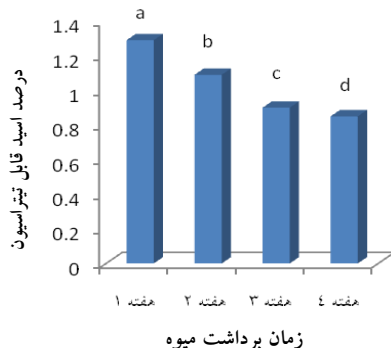 درصد اسید قابل تیتراسیون
1.4
1.2
1
0.8
0.6
0.4
0.2
0
a
b
c
d
هفته ۱
هفته ۲
هفته ۳
هفته ٤
زمان برداشت میوه